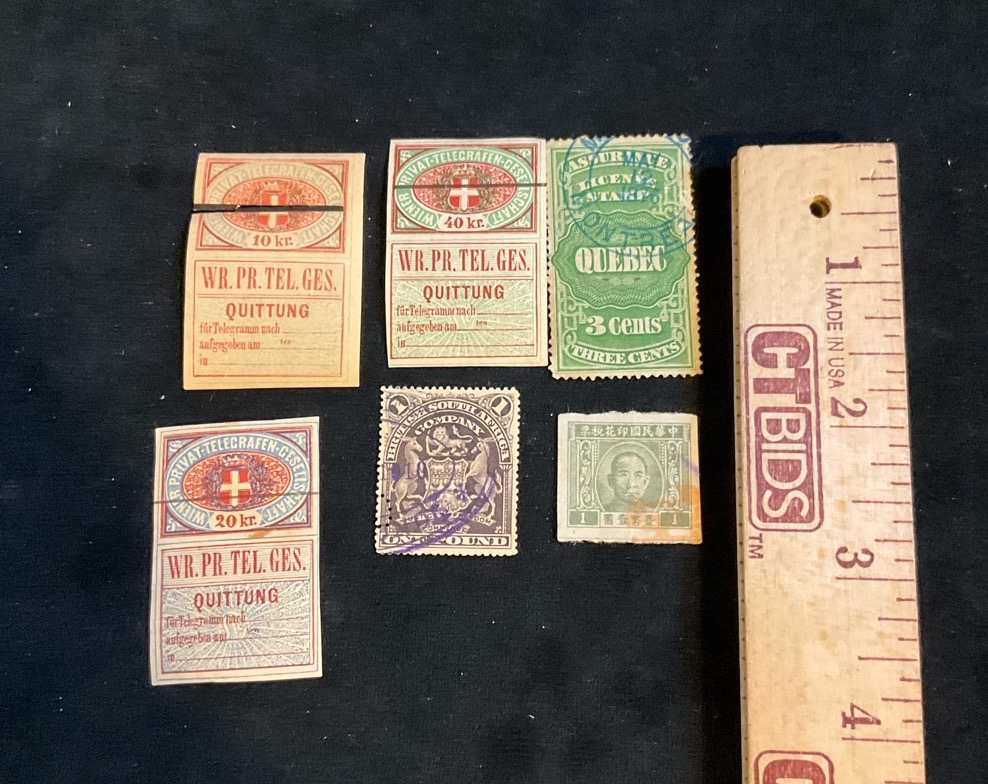 WIENER PRIVAT-TELEGRAFEN-GESELLSCHAFT
10 kr.
WR. PR. TEL. GES.
QUITTUNG
für Telegramm nach
aufgegeben am
in
WIENER PRIVAT-TELEGRAFEN-GESELLSCHAFT
40 kr.
WR. PR. TEL. GES.
QUITTUNG
für Telegramm nach
aufgegeben am
in
ASSURANCE
LICENSE
STAMP
QUEBEC
3 Cents
THREE CENTS
WIENER PRIVAT-TELEGRAFEN-GESELLSCHAFT
20 kr.
WR. PR. TEL. GES.
QUITTUNG
für Telegramm nach
aufgegeben am
in
1 1
BRITISH SOUTH AFRICA
COMPANY
ONE POUND
中華民國印花稅票
1 1
1
MADE IN USA
2
CTBIDS
TM
3
4